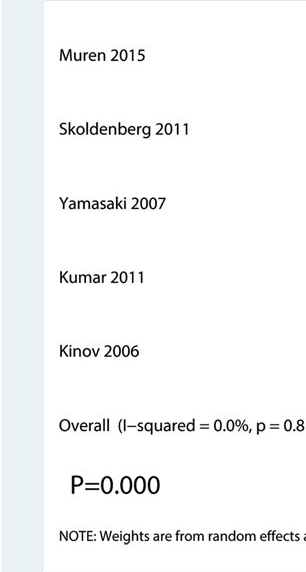 Muren 2015
Skoldenberg 2011
Yamasaki 2007
Kumar 2011
Kinov 2006
Overall (I−squared = 0.0%, p = 0.8
P=0.000
NOTE: Weights are from random effects